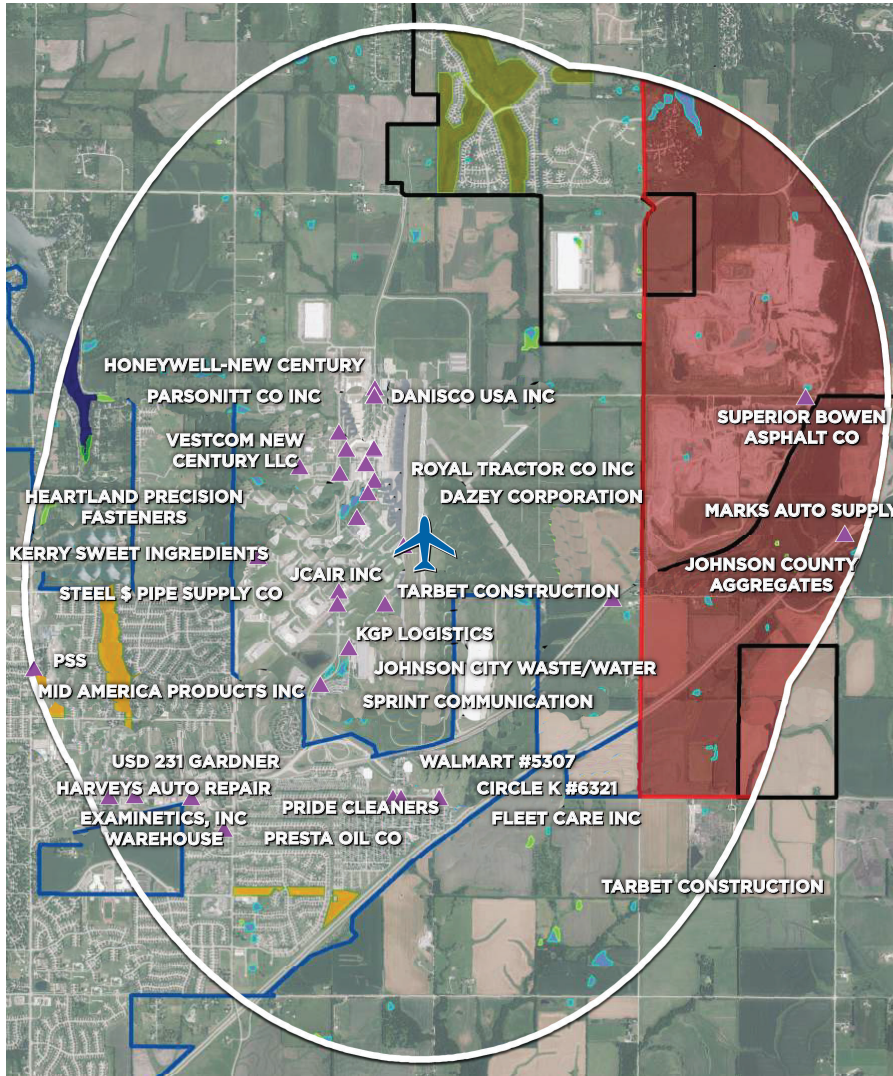 HONEYWELL-NEW CENTURY
PARSONITT CO INC
DANISCO USA INC
SUPERIOR BOWEN
ASPHALT CO
VESTCOM NEW
CENTURY LLC
ROYAL TRACTOR CO INC
HEARTLAND PRECISION
FASTENERS
DAZEY CORPORATION
MARKS AUTO SUPPLY
KERRY SWEET INGREDIENTS
JCAIR INC
JOHNSON COUNTY
AGGREGATES
STEEL $ PIPE SUPPLY CO
TARBET CONSTRUCTION
KGP LOGISTICS
PSS
JOHNSON CITY WASTE/WATER
MID AMERICA PRODUCTS INC
SPRINT COMMUNICATION
USD 231 GARDNER
WALMART #5307
HARVEYS AUTO REPAIR
CIRCLE K #6321
PRIDE CLEANERS
EXAMINETICS, INC
WAREHOUSE
FLEET CARE INC
PRESTA OIL CO
TARBET CONSTRUCTION